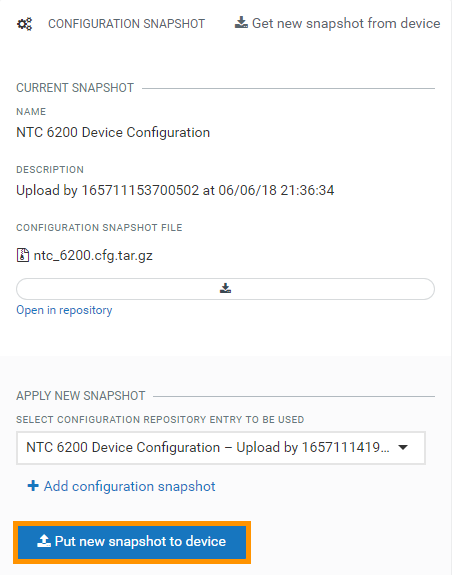 CONFIGURATION SNAPSHOT
Get new snapshot from device
CURRENT SNAPSHOT
NAME
NTC 6200 Device Configuration
DESCRIPTION
Upload by 165711153700502 at 06/06/18 21:36:34
CONFIGURATION SNAPSHOT FILE
ntc_6200.cfg.tar.gz
Open in repository
APPLY NEW SNAPSHOT
SELECT CONFIGURATION REPOSITORY ENTRY TO BE USED
NTC 6200 Device Configuration – Upload by 1657111419...
Add configuration snapshot
Put new snapshot to device